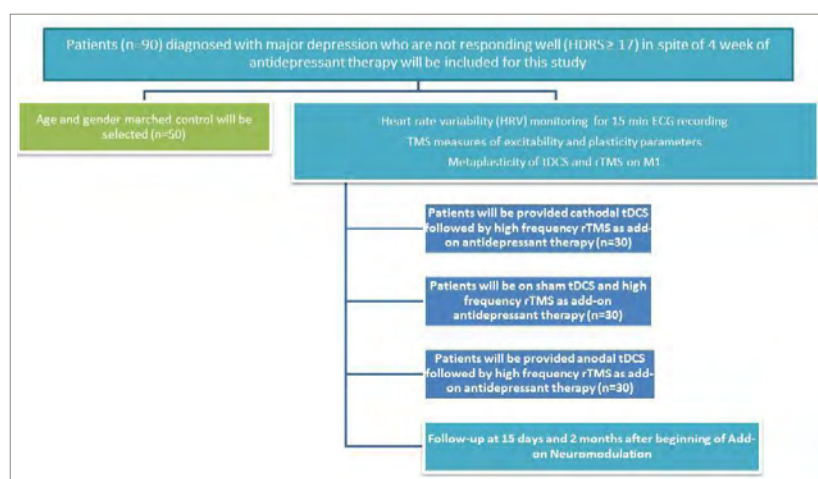 Patients (n=90) diagnosed with major depression who are not responding well (HDRS ≥ 17) in spite of 4 week of
antidepressant therapy will be included for this study
Age and gender marched control will be
selected (n=50)
Heart rate variability (HRV) monitoring for 15 min ECG recording
TMS measures of excitability and plasticity parameters
Metaplasticity of tDCS and rTMS on M1
Patients will be provided cathodal tDCS
followed by high frequency rTMS as add-
on antidepressant therapy (n=30)
Patients will be on sham tDCS and high
frequency rTMS as add-on
antidepressant therapy (n=30)
Patients will be provided anodal tDCS
followed by high frequency rTMS as add-
on antidepressant therapy (n=30)
Follow-up at 15 days and 2 months after beginning of Add-
on Neuromodulation